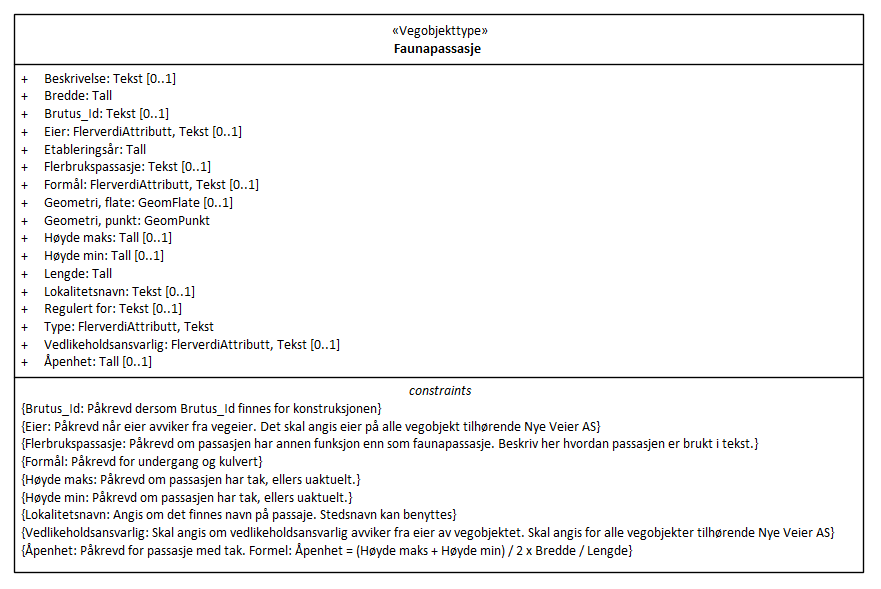 «Vegobjekttype»
Faunapassasje
+ Beskrivelse: Tekst [0..1]
+ Bredde: Tall
+ Brutus_Id: Tekst [0..1]
+ Eier: FlerverdiAttributt, Tekst [0..1]
+ Etableringsår: Tall
+ Flerbrukspassasje: Tekst [0..1]
+ Formål: FlerverdiAttributt, Tekst [0..1]
+ Geometri, flate: GeomFlate [0..1]
+ Geometri, punkt: GeomPunkt
+ Høyde maks: Tall [0..1]
+ Høyde min: Tall [0..1]
+ Lengde: Tall
+ Lokalitetsnavn: Tekst [0..1]
+ Regulert for: Tekst [0..1]
+ Type: FlerverdiAttributt, Tekst
+ Vedlikeholdsansvarlig: FlerverdiAttributt, Tekst [0..1]
+ Åpenhet: Tall [0..1]
constraints
{Brutus_Id: Påkrevd dersom Brutus_Id finnes for konstruksjonen}
{Eier: Påkrevd når eier avviker fra vegeier. Det skal angis eier på alle vegobjekt tilhørende Nye Veier AS}
{Flerbrukspassasje: Påkrevd om passasjen har annen funksjon enn som faunapassasje. Beskriv her hvordan passasjen er brukt i tekst.}
{Formål: Påkrevd for undergang og kulvert}
{Høyde maks: Påkrevd om passasjen har tak, ellers uaktuelt.}
{Høyde min: Påkrevd om passasjen har tak, ellers uaktuelt.}
{Lokalitetsnavn: Angis om det finnes navn på passaje. Stedsnavn kan benyttes}
{Vedlikeholdsansvarlig: Skal angis om vedlikeholdsansvarlig avviker fra eier av vegobjektet. Skal angis for alle vegobjekter tilhørende Nye Veier AS}
{Åpenhet: Påkrevd for passasje med tak. Formel: Åpenhet = (Høyde maks + Høyde min) / 2 x Bredde / Lengde}